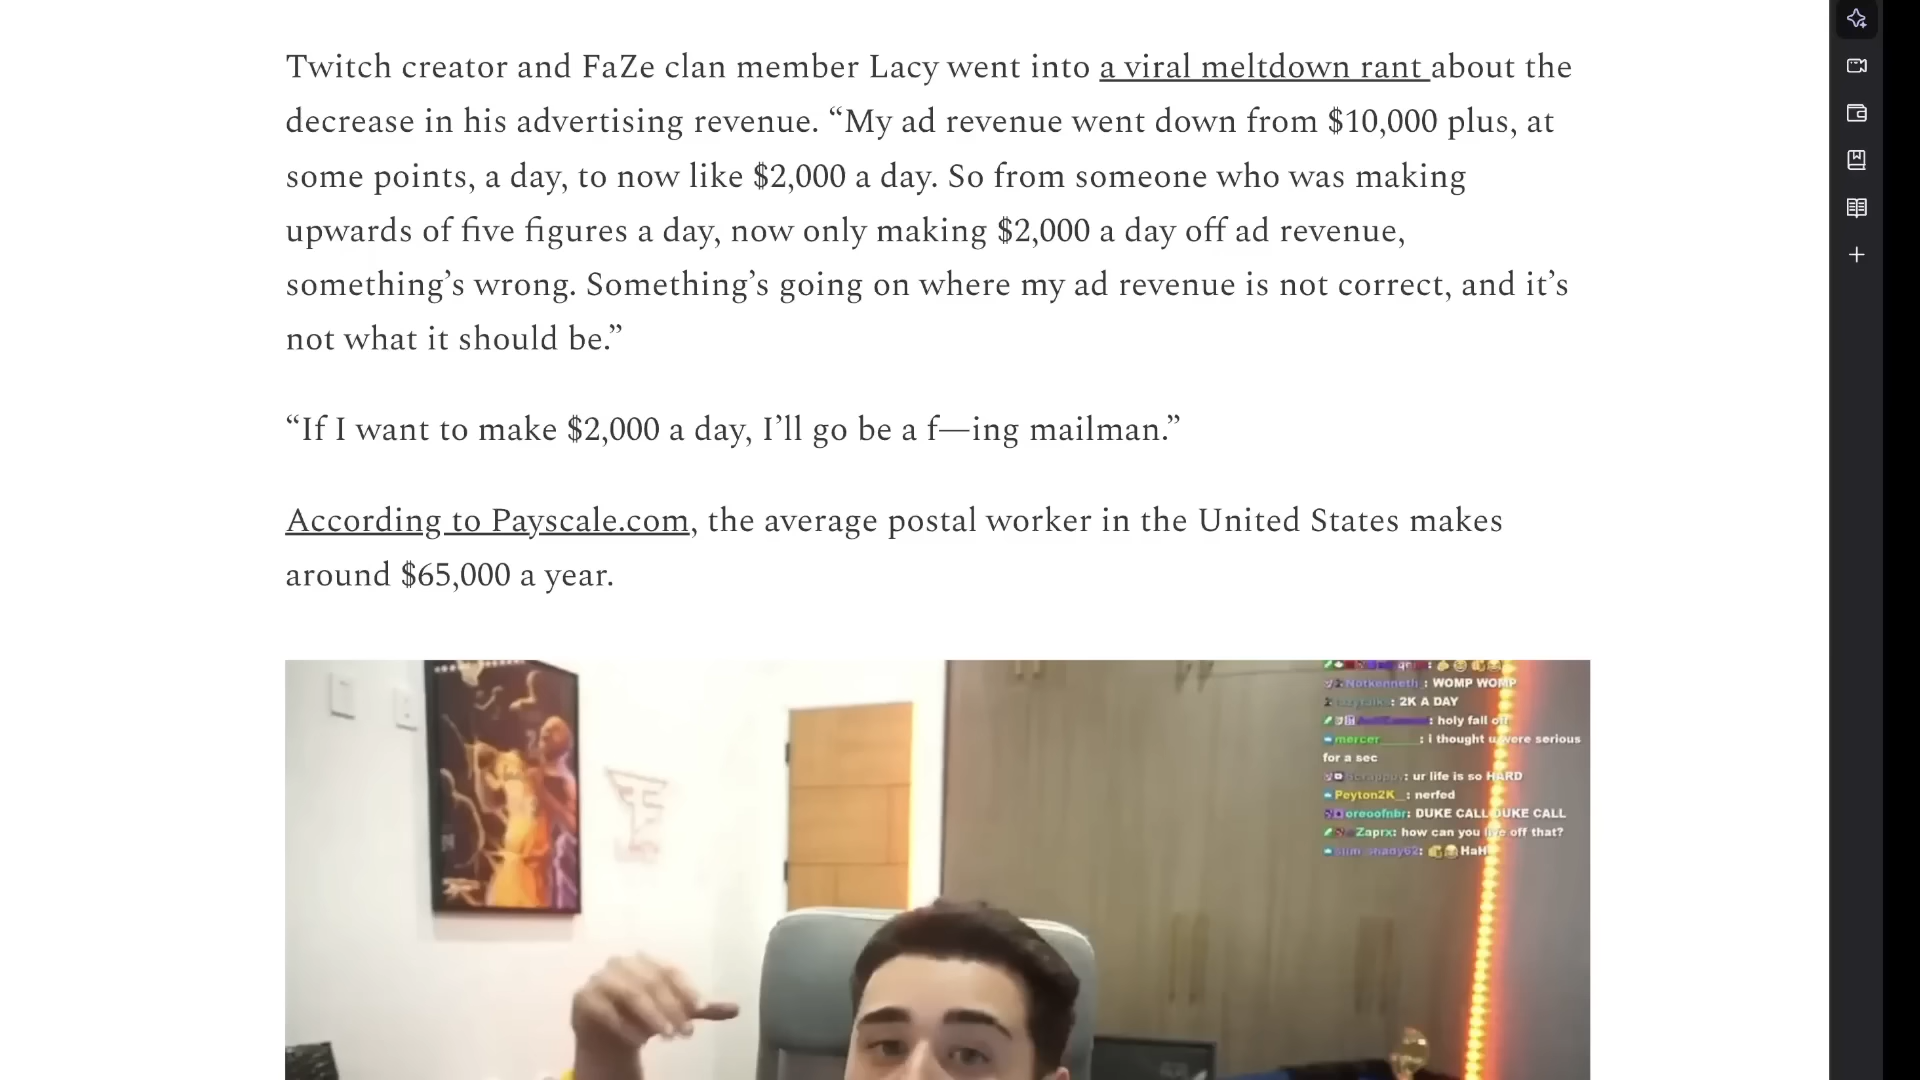 Twitch creator and FaZe clan member Lacy went into a viral meltdown rant about the
decrease in his advertising revenue. “My ad revenue went down from $10,000 plus, at
some points, a day, to now like $2,000 a day. So from someone who was making
upwards of five figures a day, now only making $2,000 a day off ad revenue,
something’s wrong. Something’s going on where my ad revenue is not correct, and it’s
not what it should be.”
“If I want to make $2,000 a day, I’ll go be a f—ing mailman.”
According to Payscale.com, the average postal worker in the United States makes
around $65,000 a year.
Notkenneth : WOMP WOMP
: 2K A DAY
: holy fall off
mercer_____ : i thought u were serious
for a sec
: ur life is so HARD
Peyton2K_ : nerfed
oreoofnbr: DUKE CALL DUKE CALL
Zaprx: how can you live off that?
slim_shady62: HaH